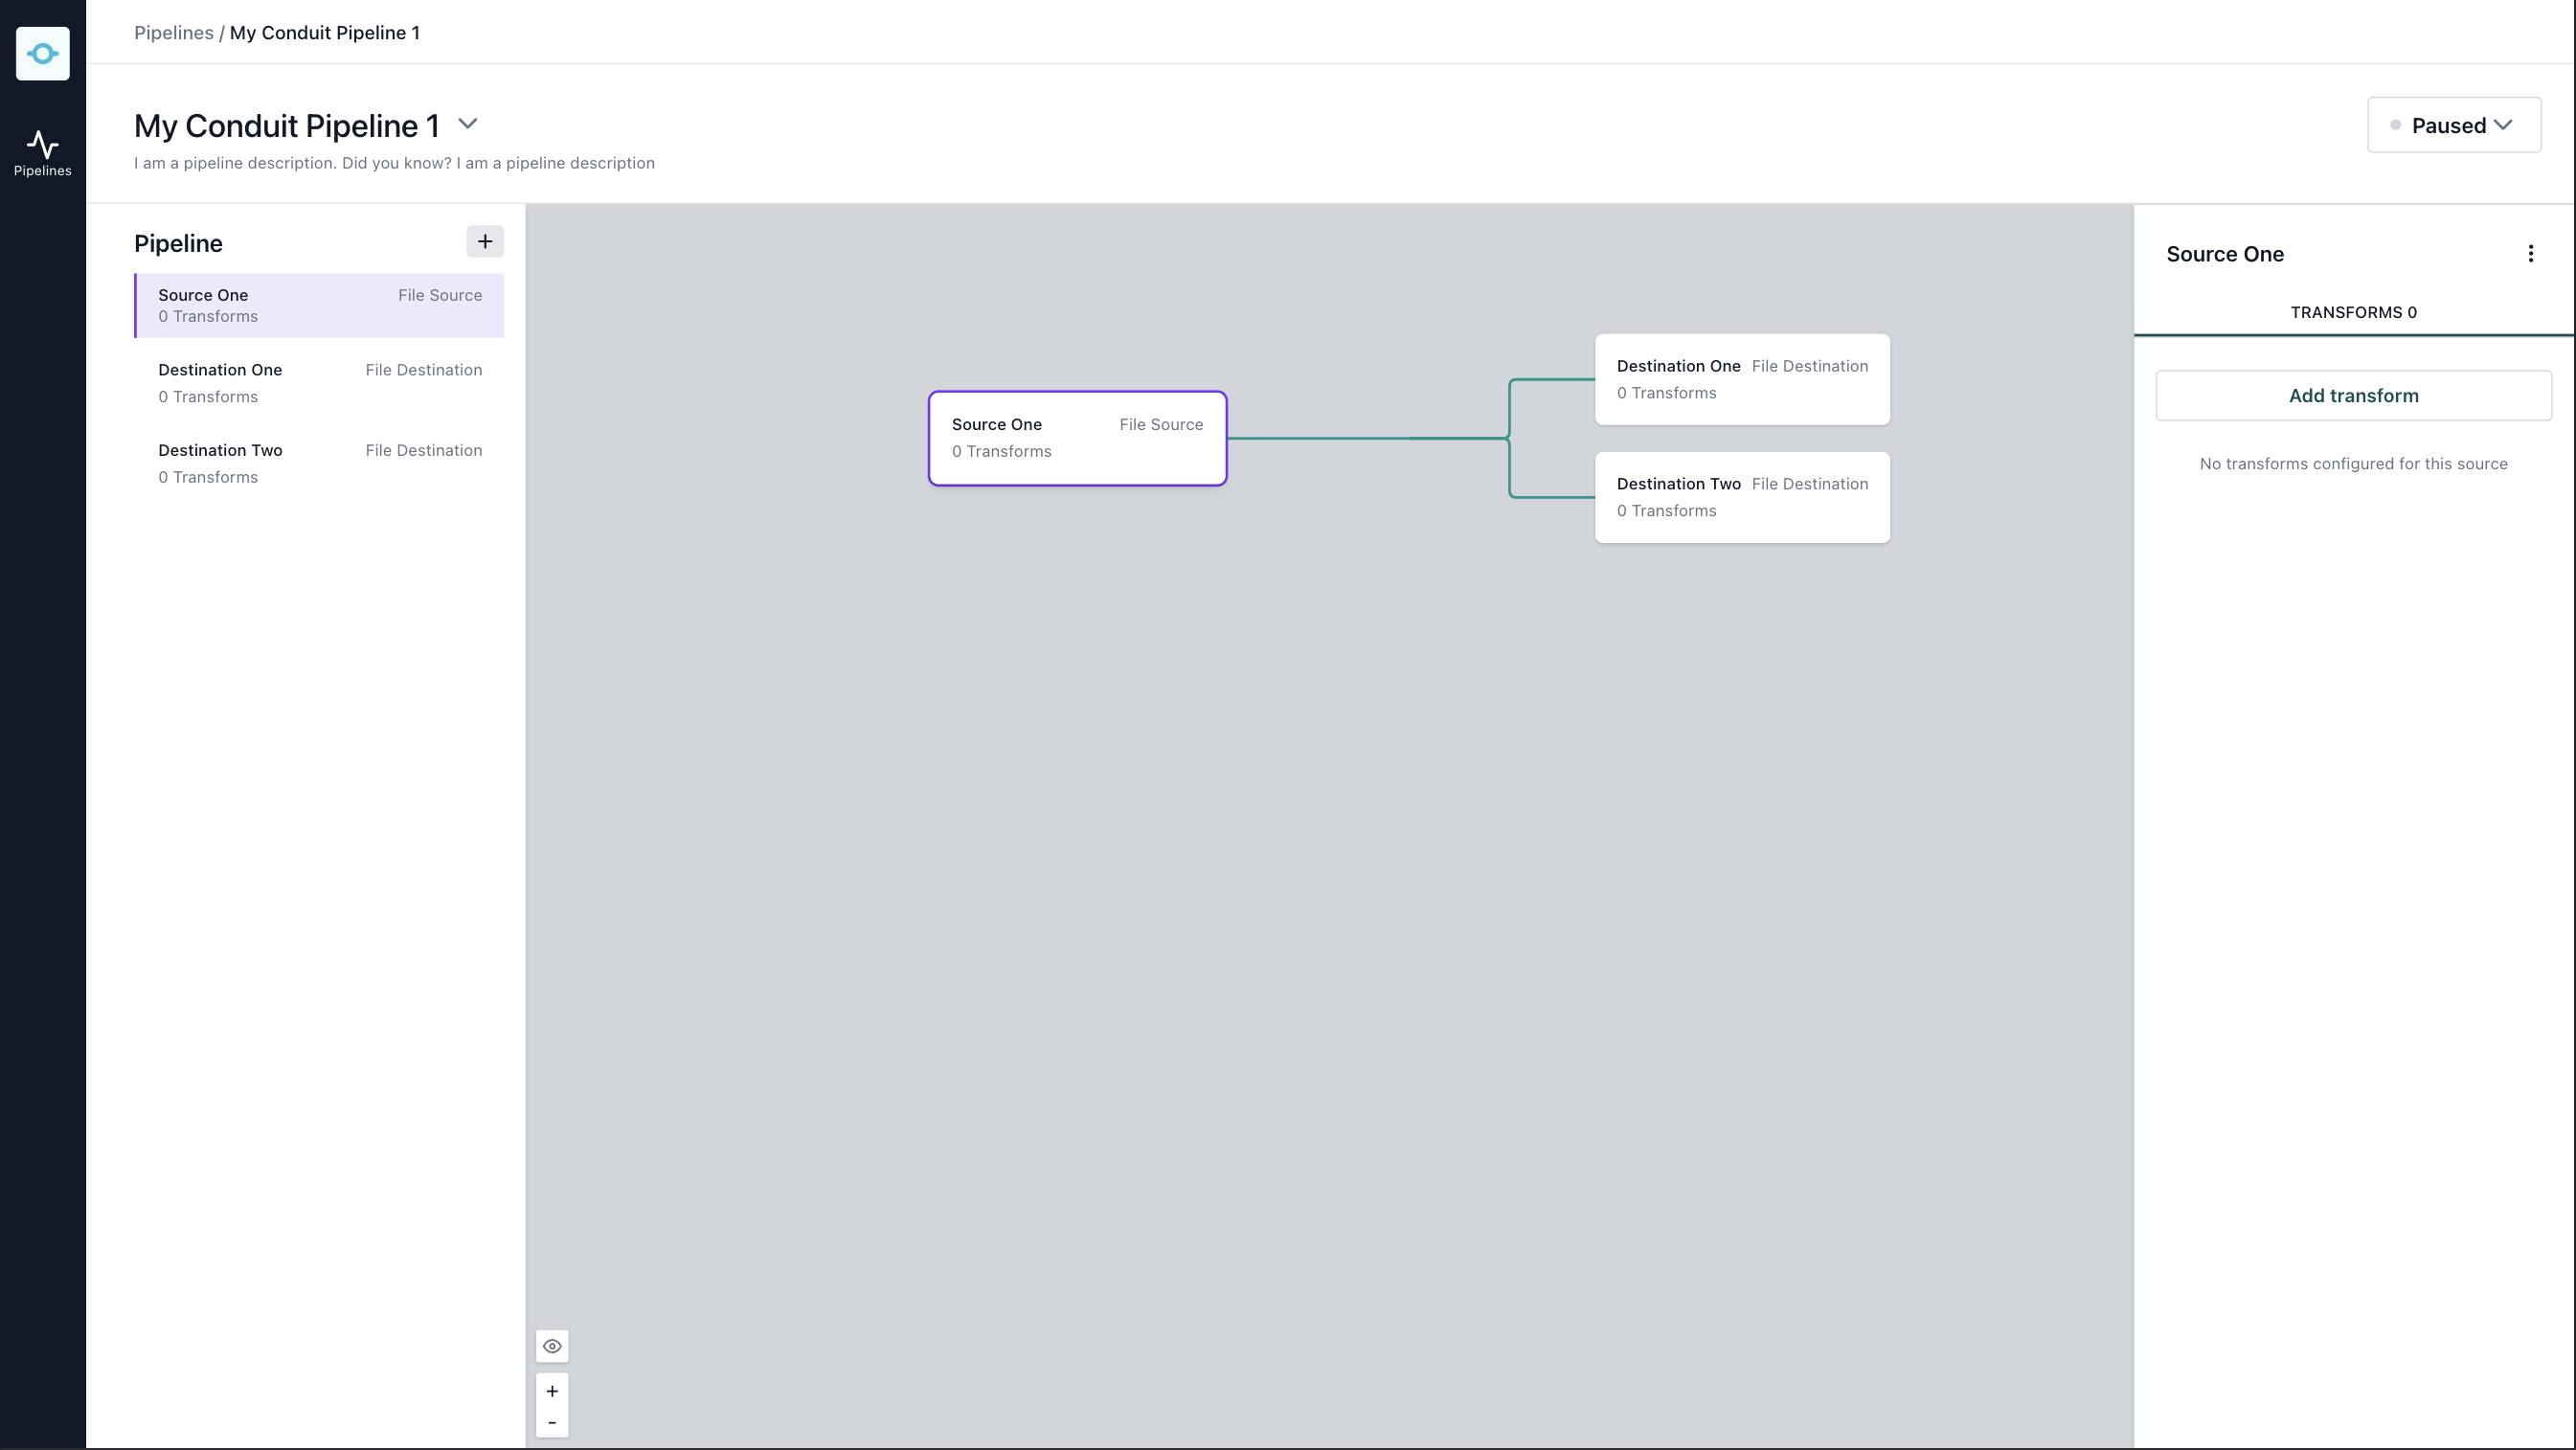 Pipelines / My Conduit Pipeline 1
Pipelines
My Conduit Pipeline 1
I am a pipeline description. Did you know? I am a pipeline description
Paused
Pipeline
+
Source One File Source
0 Transforms
Destination One File Destination
0 Transforms
Destination Two File Destination
0 Transforms
Source One File Source
0 Transforms
Destination One File Destination
0 Transforms
Destination Two File Destination
0 Transforms
+
-
Source One
TRANSFORMS 0
Add transform
No transforms configured for this source